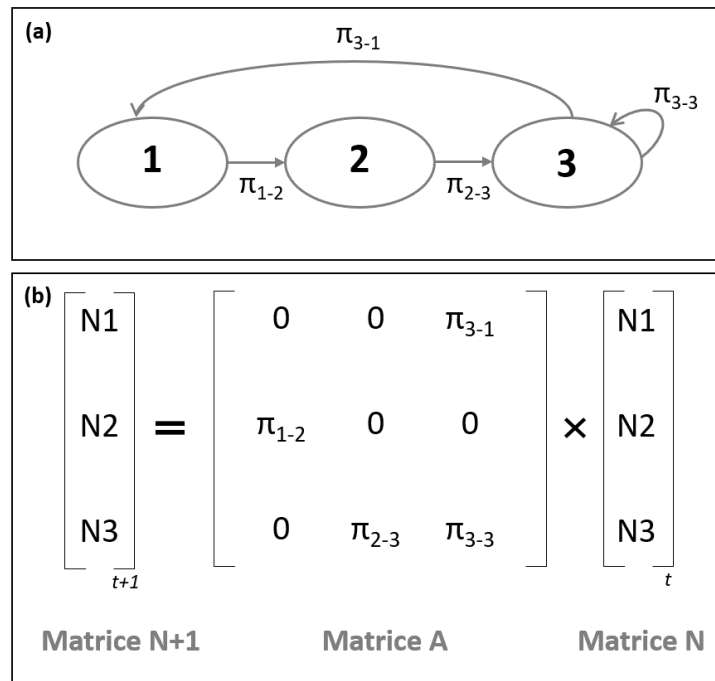 (a)
π3-1
π3-3
1 2 3
π1-2 π2-3
(b)
N1 0 0 π3-1 N1
N2 = π1-2 0 0 × N2
N3 0 π2-3 π3-3 N3
t+1 t
Matrice N+1 Matrice A Matrice N